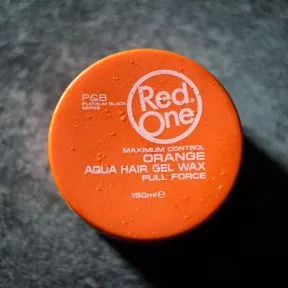 P&B
PLATINUM BLACK
SERIES
Red
One
MAXIMUM CONTROL
ORANGE
AQUA HAIR GEL WAX
FULL FORCE
150ml e